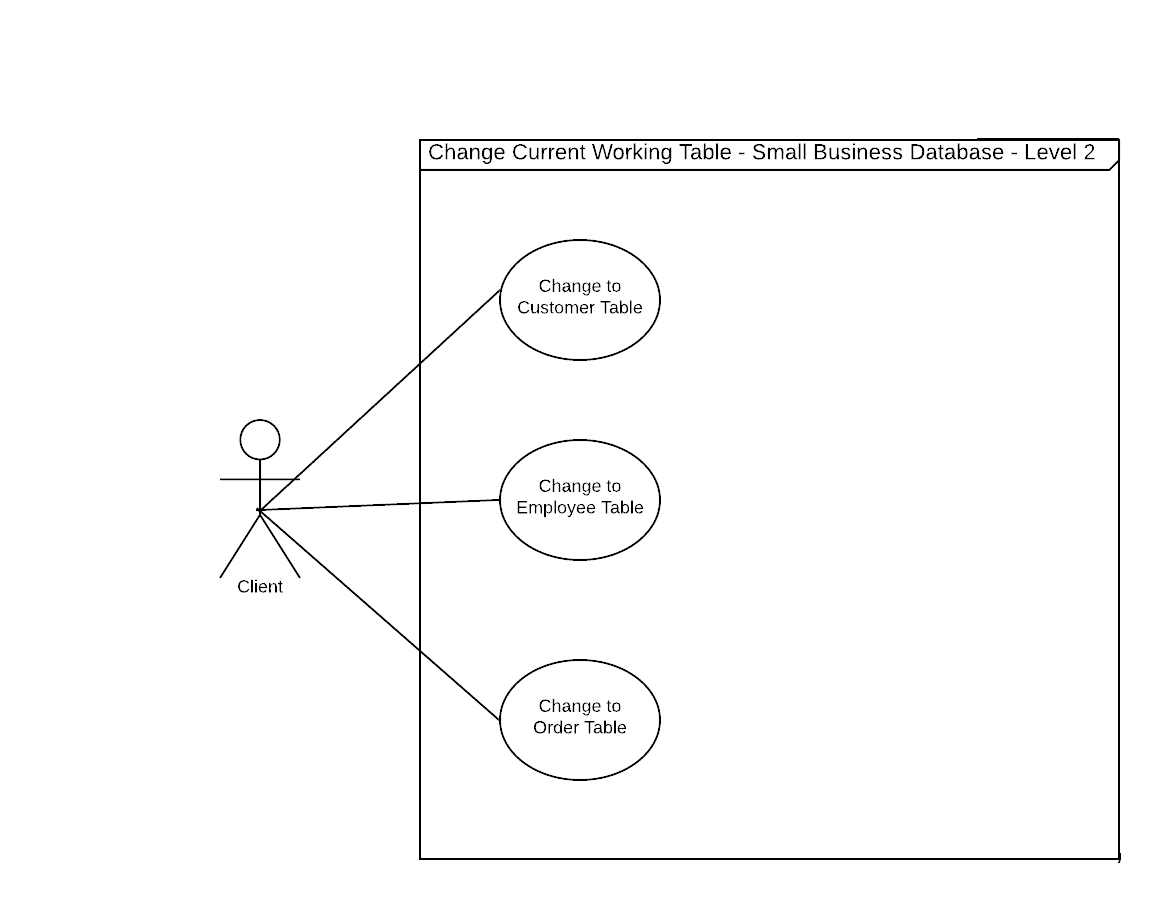 Change Current Working Table - Small Business Database - Level 2
Change to
Customer Table
Change to
Employee Table
Client
Change to
Order Table